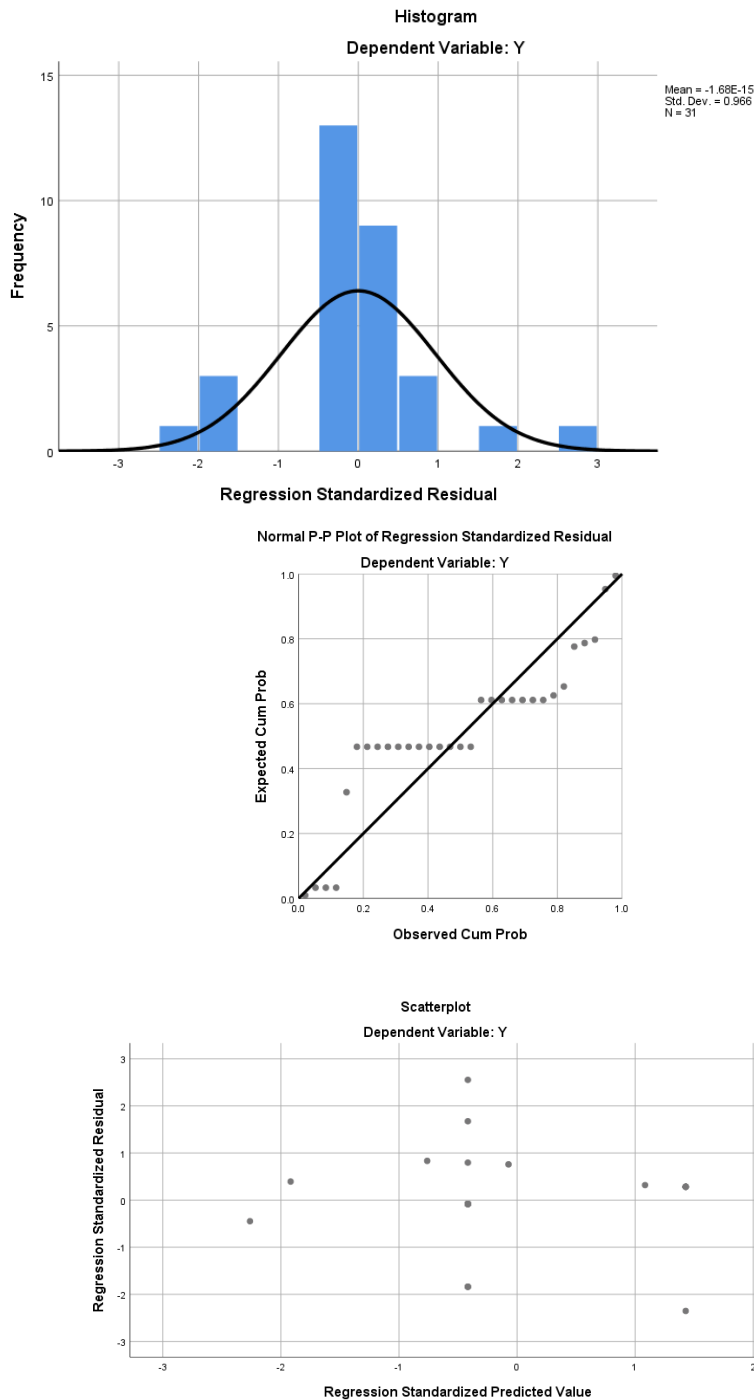 Histogram
Dependent Variable: Y
Mean = -1.68E-15
Std. Dev. = 0.966
N = 31
15
10
5
0
Frequency
-3 -2 -1 0 1 2 3
Regression Standardized Residual
Normal P-P Plot of Regression Standardized Residual
Dependent Variable: Y
1.0
0.8
0.6
0.4
0.2
0.0
Expected Cum Prob
0.0 0.2 0.4 0.6 0.8 1.0
Observed Cum Prob
Scatterplot
Dependent Variable: Y
3
2
1
0
-1
-2
-3
Regression Standardized Residual
-3 -2 -1 0 1 2
Regression Standardized Predicted Value